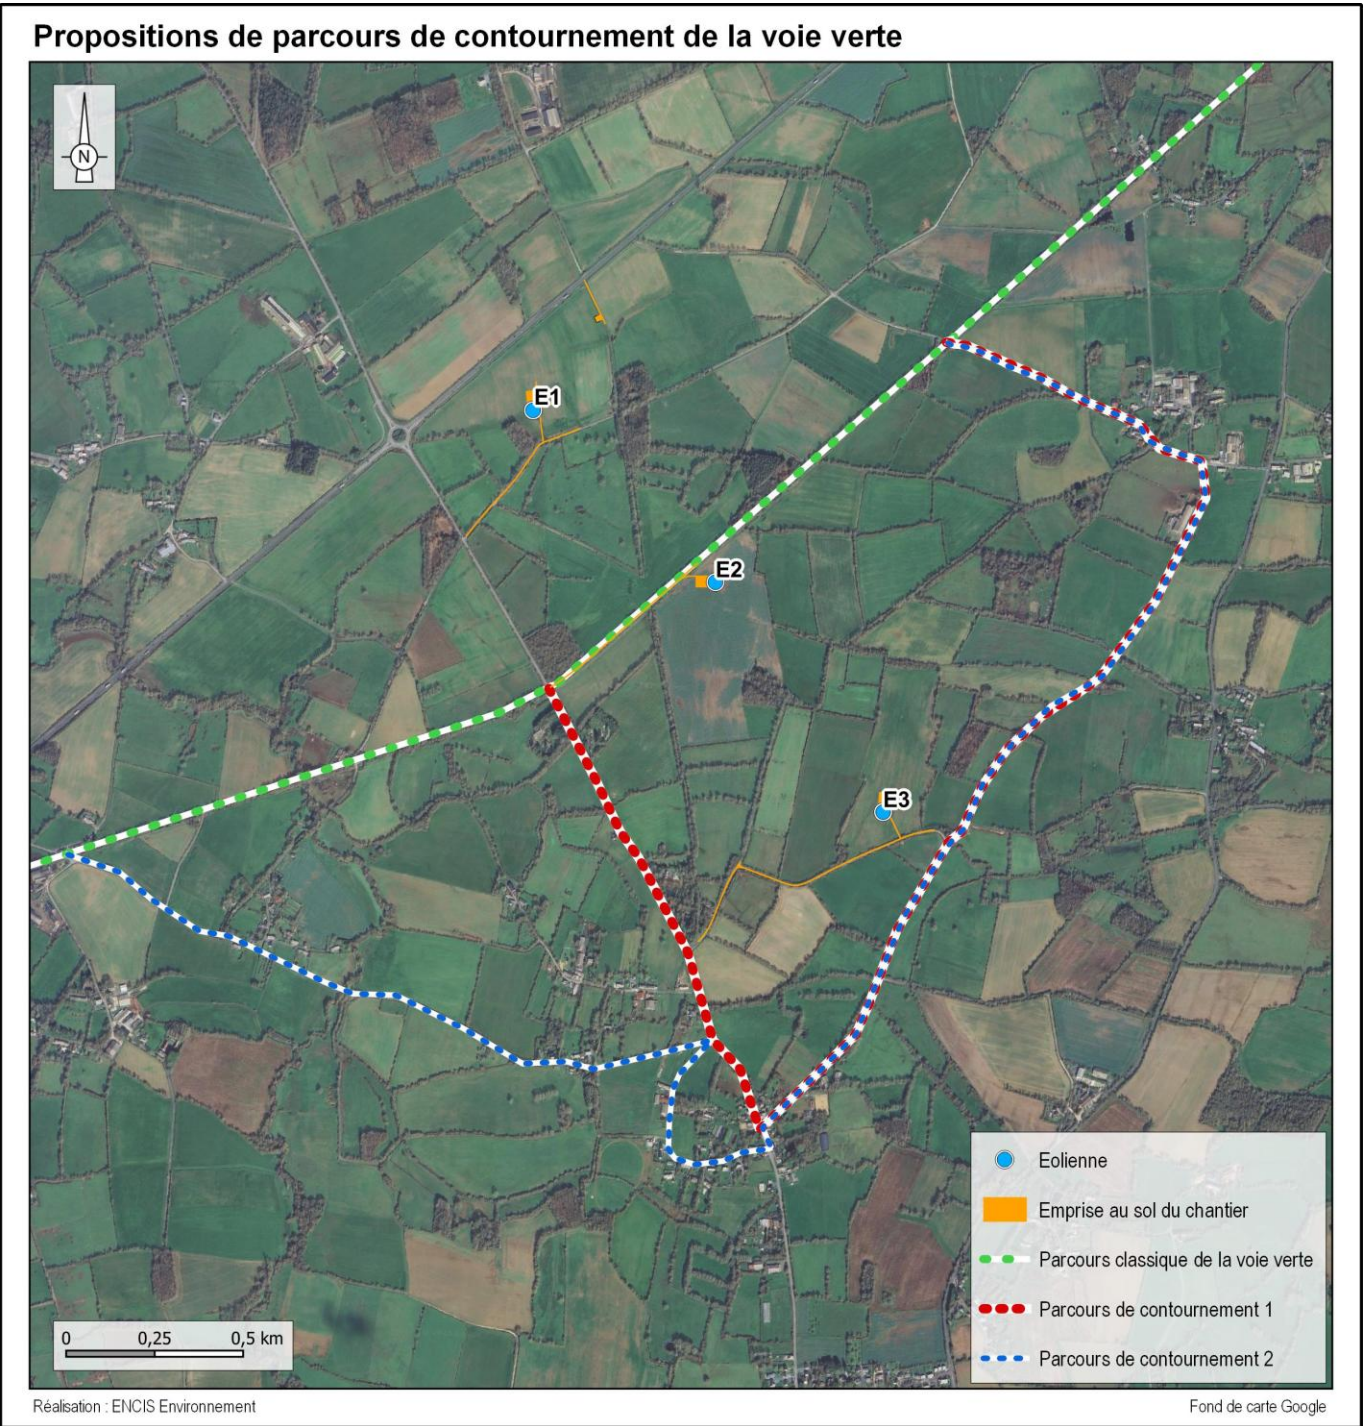 Propositions de parcours de contournement de la voie verte
N
E1
E2
E3
Eolienne
Emprise au sol du chantier
Parcours classique de la voie verte
Parcours de contournement 1
Parcours de contournement 2
0 0,25 0,5 km
Réalisation : ENCIS Environnement
Fond de carte Google